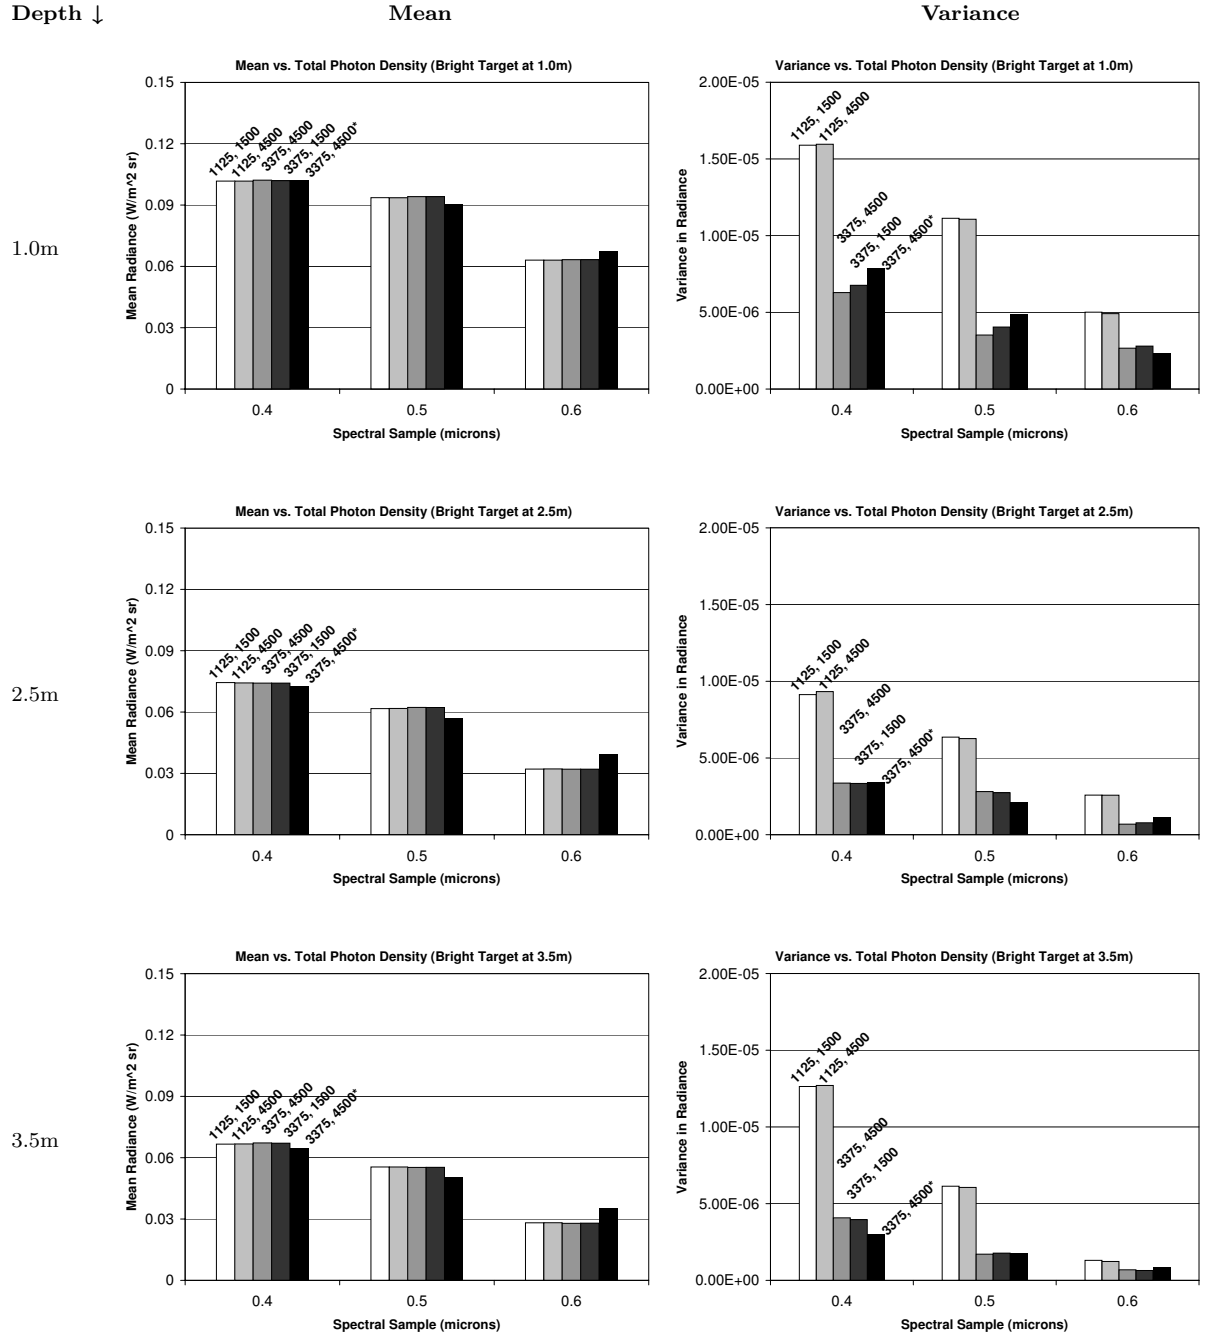 Depth ↓ Mean Variance
1.0m
Mean vs. Total Photon Density (Bright Target at 1.0m)
Mean Radiance (W/m^2 sr)
0.15
0.12
0.09
0.06
0.03
0
1125, 1500
1125, 4500
3375, 4500
3375, 1500
3375, 4500*
0.4 0.5 0.6
Spectral Sample (microns)
Variance vs. Total Photon Density (Bright Target at 1.0m)
Variance in Radiance
2.00E-05
1.50E-05
1.00E-05
5.00E-06
0.00E+00
1125, 1500
1125, 4500
3375, 4500
3375, 1500
3375, 4500*
0.4 0.5 0.6
Spectral Sample (microns)
2.5m
Mean vs. Total Photon Density (Bright Target at 2.5m)
Mean Radiance (W/m^2 sr)
0.15
0.12
0.09
0.06
0.03
0
1125, 1500
1125, 4500
3375, 4500
3375, 1500
3375, 4500*
0.4 0.5 0.6
Spectral Sample (microns)
Variance vs. Total Photon Density (Bright Target at 2.5m)
Variance in Radiance
2.00E-05
1.50E-05
1.00E-05
5.00E-06
0.00E+00
1125, 1500
1125, 4500
3375, 4500
3375, 1500
3375, 4500*
0.4 0.5 0.6
Spectral Sample (microns)
3.5m
Mean vs. Total Photon Density (Bright Target at 3.5m)
Mean Radiance (W/m^2 sr)
0.15
0.12
0.09
0.06
0.03
0
1125, 1500
1125, 4500
3375, 4500
3375, 1500
3375, 4500*
0.4 0.5 0.6
Spectral Sample (microns)
Variance vs. Total Photon Density (Bright Target at 3.5m)
Variance in Radiance
2.00E-05
1.50E-05
1.00E-05
5.00E-06
0.00E+00
1125, 1500
1125, 4500
3375, 4500
3375, 1500
3375, 4500*
0.4 0.5 0.6
Spectral Sample (microns)